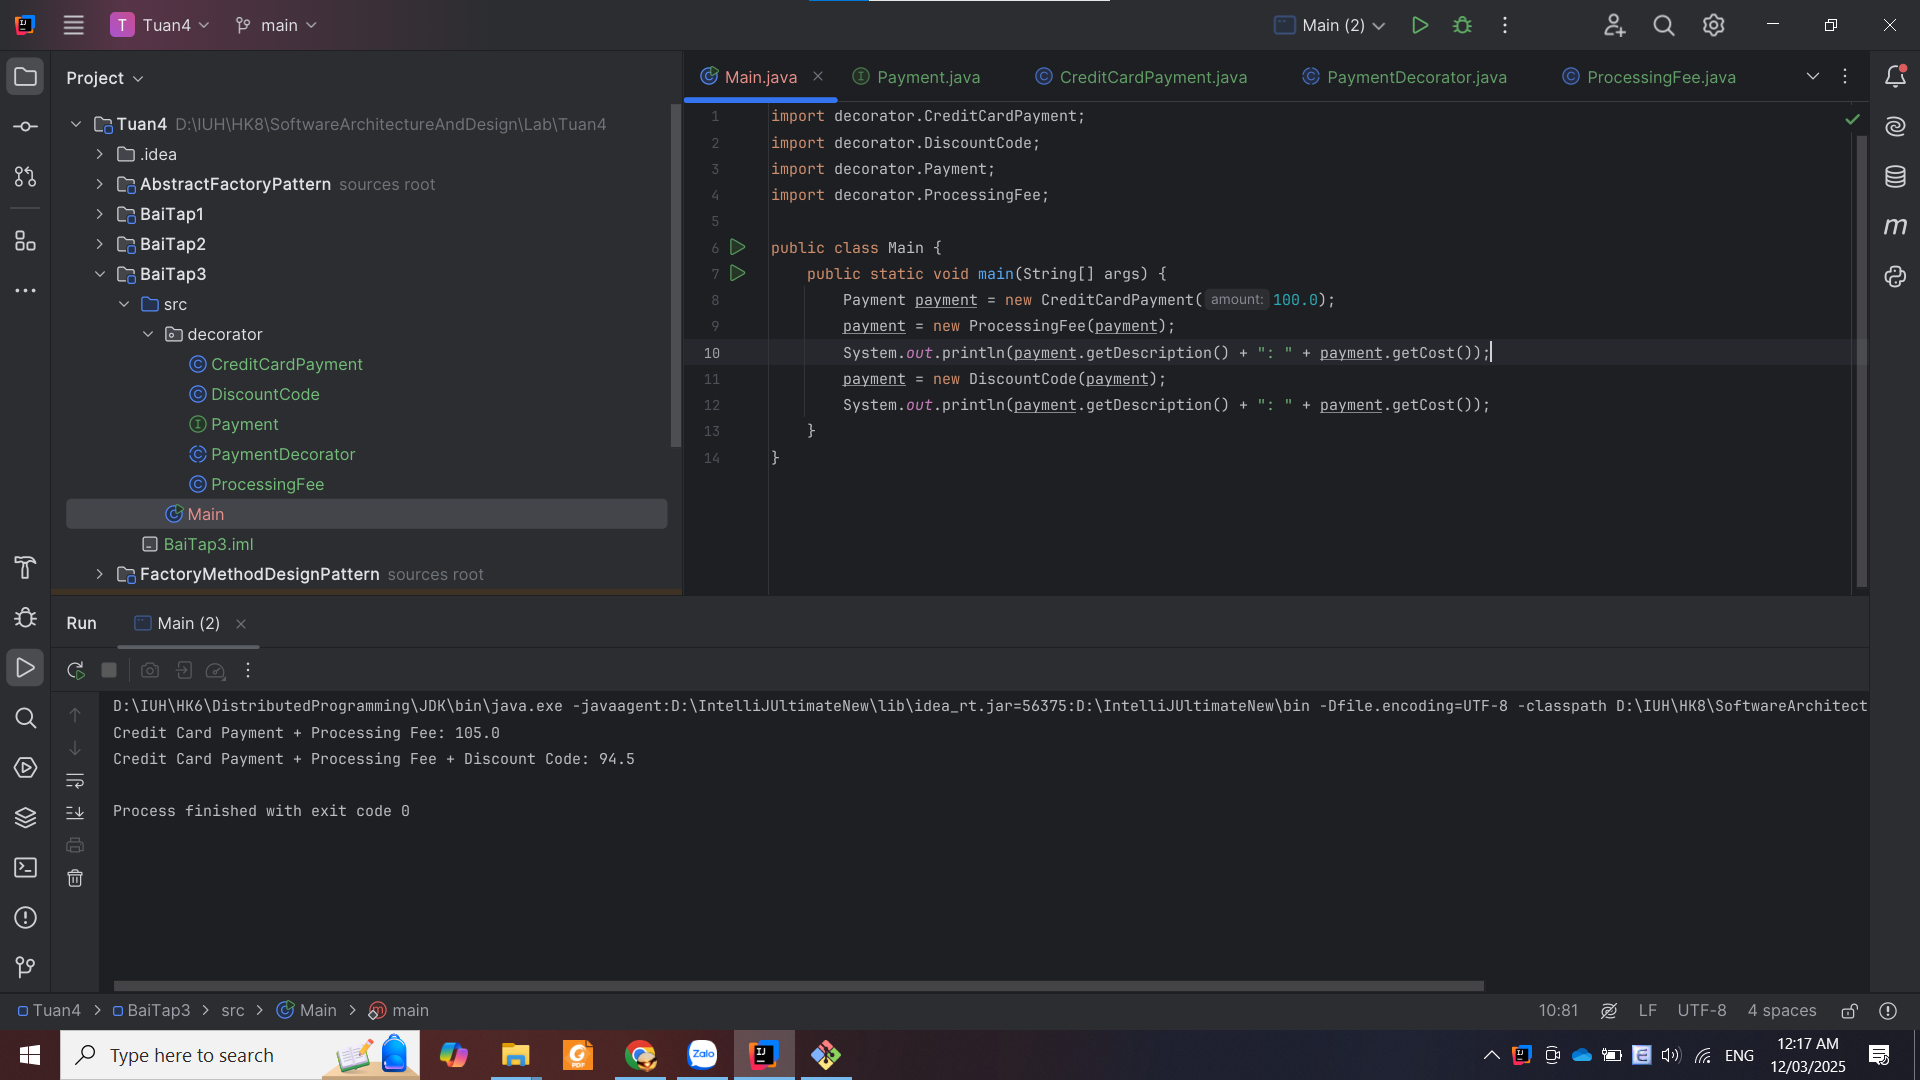 T Tuan4 main Main (2)
Project
Main.java Payment.java CreditCardPayment.java PaymentDecorator.java ProcessingFee.java
Tuan4 D:\IUH\HK8\SoftwareArchitectureAndDesign\Lab\Tuan4
.idea
AbstractFactoryPattern sources root
BaiTap1
BaiTap2
BaiTap3
src
decorator
CreditCardPayment
DiscountCode
Payment
PaymentDecorator
ProcessingFee
Main
BaiTap3.iml
FactoryMethodDesignPattern sources root
1 import decorator.CreditCardPayment;
2 import decorator.DiscountCode;
3 import decorator.Payment;
4 import decorator.ProcessingFee;
5
6 public class Main {
7 public static void main(String[] args) {
8 Payment payment = new CreditCardPayment( amount: 100.0);
9 payment = new ProcessingFee(payment);
10 System.out.println(payment.getDescription() + ": " + payment.getCost());
11 payment = new DiscountCode(payment);
12 System.out.println(payment.getDescription() + ": " + payment.getCost());
13 }
14 }
Run Main (2)
D:\IUH\HK6\DistributedProgramming\JDK\bin\java.exe -javaagent:D:\IntelliJUltimateNew\lib\idea_rt.jar=56375:D:\IntelliJUltimateNew\bin -Dfile.encoding=UTF-8 -classpath D:\IUH\HK8\SoftwareArchitect
Credit Card Payment + Processing Fee: 105.0
Credit Card Payment + Processing Fee + Discount Code: 94.5
Process finished with exit code 0
Tuan4 > BaiTap3 > src > Main > main 10:81 LF UTF-8 4 spaces
Type here to search
Zalo
ENG
12:17 AM
12/03/2025